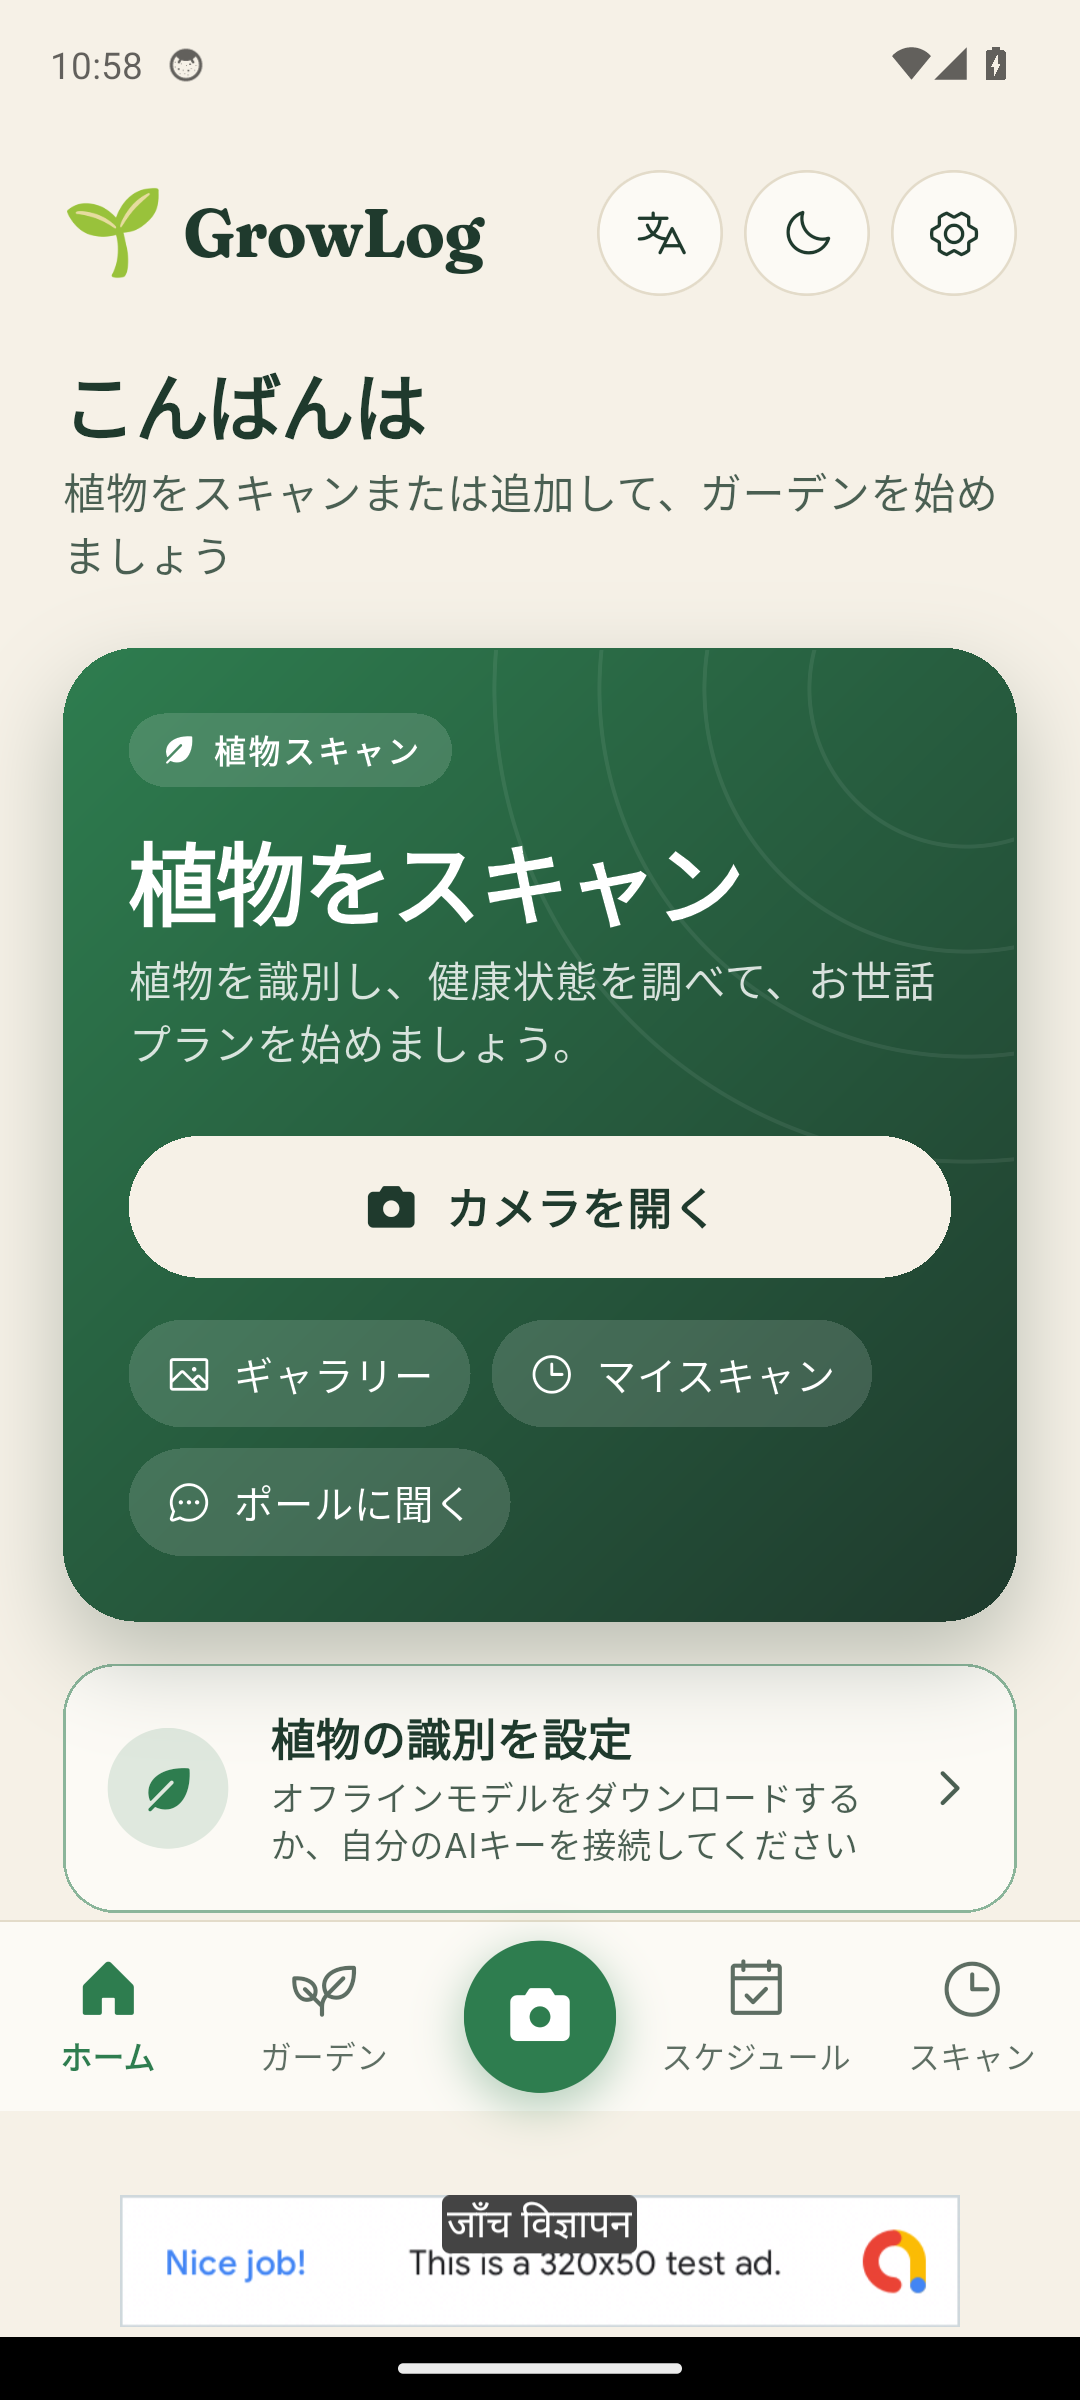 10:58
GrowLog
こんばんは
植物をスキャンまたは追加して、ガーデンを始め
ましょう
植物スキャン
植物をスキャン
植物を識別し、健康状態を調べて、お世話
プランを始めましょう。
カメラを開く
ギャラリー
マイスキャン
ポールに聞く
植物の識別を設定
オフラインモデルをダウンロードする
か、自分のAIキーを接続してください
ホーム
ガーデン
スケジュール
スキャン
जाँच विज्ञापन
Nice job!
This is a 320x50 test ad.